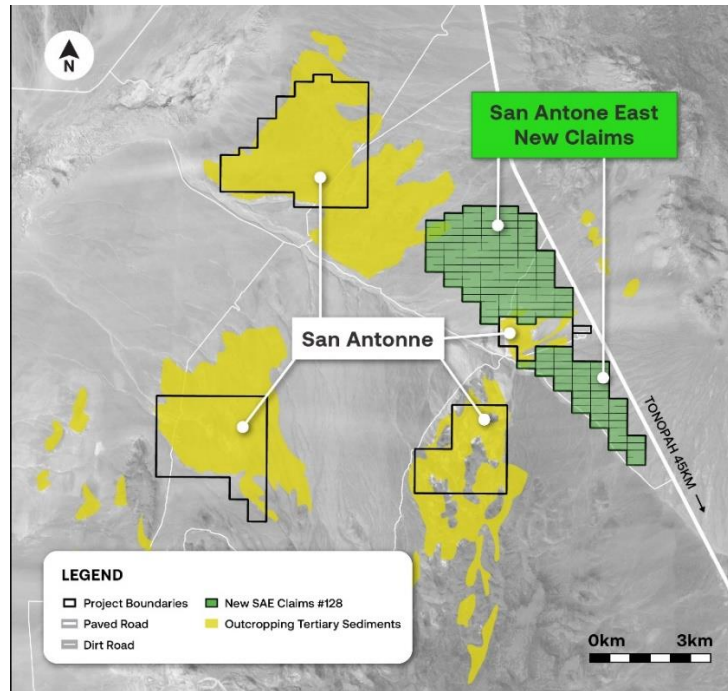 N
San Antone East
New Claims
San Antonne
TONOPAH 45KM
LEGEND
Project Boundaries
New SAE Claims #128
Paved Road
Outcropping Tertiary Sediments
Dirt Road
0km 3km